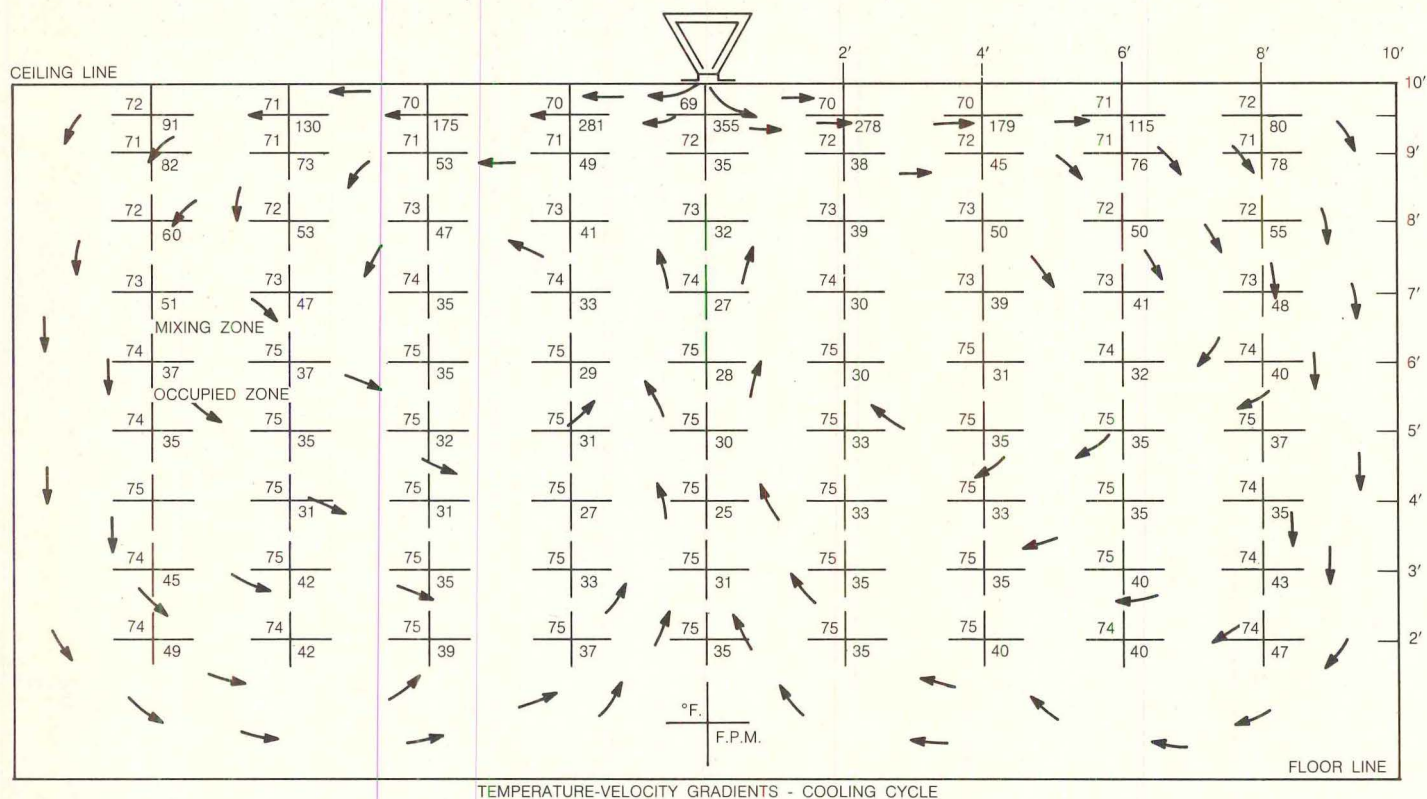 2' 4' 6' 8' 10'
CEILING LINE 10'
72 71 70 70 69 70 70 71 72
91 130 175 281 355 278 179 115 80
71 71 71 71 72 72 72 71 71 9'
82 73 53 49 35 38 45 76 78
72 72 73 73 73 73 73 72 72 8'
60 53 47 41 32 39 50 50 55
73 73 74 74 74 74 73 73 73 7'
51 47 35 33 27 30 39 41 48
MIXING ZONE
74 75 75 75 75 75 75 74 74 6'
37 37 35 29 28 30 31 32 40
OCCUPIED ZONE
74 75 75 75 75 75 75 75 75 5'
35 35 32 31 30 33 35 35 37
75 75 75 75 75 75 75 75 74 4'
31 31 27 25 33 33 35 35
74 75 75 75 75 75 75 75 74 3'
45 42 35 33 31 35 35 40 43
74 74 75 75 75 75 75 74 74 2'
49 42 39 37 35 35 40 40 47
°F.
F.P.M.
FLOOR LINE
TEMPERATURE-VELOCITY GRADIENTS - COOLING CYCLE